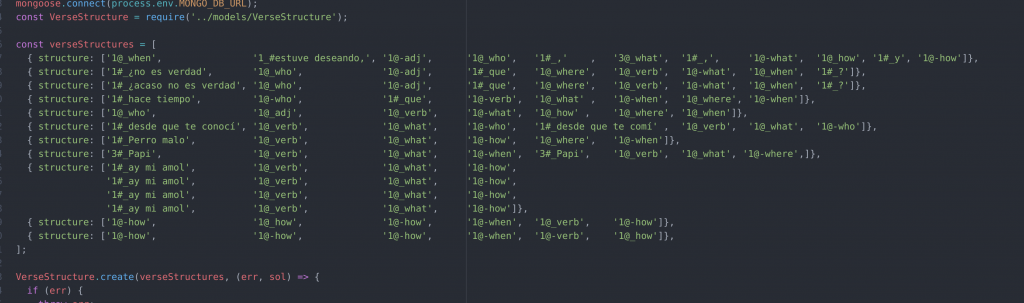 mongoose.connect(process.env.MONGO_DB_URL);
const VerseStructure = require('../models/VerseStructure');
const verseStructures = [
{ structure: ['1@_when', '1_#estuve deseando,', '1@-adj', '1@_who', '1#_,' , '3@_what', '1#_,', '1@-what', '1@_how', '1#_y', '1@-how']},
{ structure: ['1#_¿no es verdad', '1@_who', '1@-adj', '1#_que', '1@_where', '1@_verb', '1@-what', '1@_when', '1#_?']},
{ structure: ['1#_¿acaso no es verdad', '1@_who', '1@-adj', '1#_que', '1@_where', '1@_verb', '1@-what', '1@_when', '1#_?']},
{ structure: ['1#_hace tiempo', '1@-who', '1#_que', '1@-verb', '1@_what' , '1@-when', '1@_where', '1@-when']},
{ structure: ['1@_who', '1@_adj', '1@_verb', '1@-what', '1@_how' , '1@_where', '1@_when']},
{ structure: ['1#_desde que te conocí', '1@_verb', '1@_what', '1@-who', '1#_desde que te comí' , '1@_verb', '1@_what', '1@-who']},
{ structure: ['1#_Perro malo', '1@_verb', '1@_what', '1@-how', '1@_where', '1@-when']},
{ structure: ['3#_Papi', '1@_verb', '1@_what', '1@-when', '3#_Papi', '1@_verb', '1@_what', '1@-where',]},
{ structure: ['1#_ay mi amol', '1@_verb', '1@_what', '1@-how',
'1#_ay mi amol', '1@_verb', '1@_what', '1@-how',
'1#_ay mi amol', '1@_verb', '1@_what', '1@-how',
'1#_ay mi amol', '1@_verb', '1@_what', '1@-how']},
{ structure: ['1@-how', '1@_how', '1@-how', '1@-when', '1@_verb', '1@-how']},
{ structure: ['1@-how', '1@-how', '1@-how', '1@-when', '1@-verb', '1@_how']},
];
VerseStructure.create(verseStructures, (err, sol) => {
if (err) {